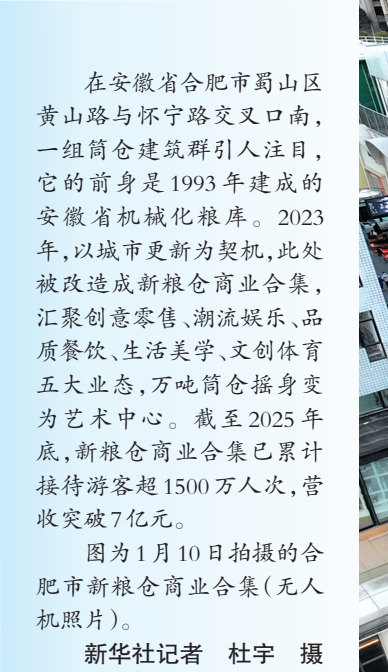 在安徽省合肥市蜀山区
黄山路与怀宁路交叉口南，
一组筒仓建筑群引人注目，
它的前身是1993年建成的
安徽省机械化粮库。2023
年，以城市更新为契机，此处
被改造成新粮仓商业合集，
汇聚创意零售、潮流娱乐、品
质餐饮、生活美学、文创体育
五大业态，万吨筒仓摇身变
为艺术中心。截至2025年
底，新粮仓商业合集已累计
接待游客超1500万人次，营
收突破7亿元。
图为1月10日拍摄的合
肥市新粮仓商业合集（无人
机照片）。
新华社记者 杜宇 摄